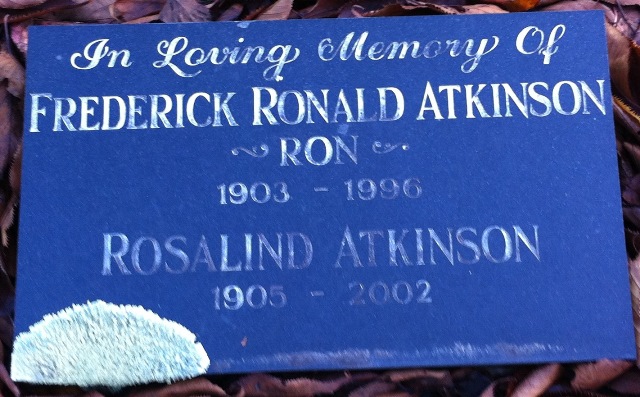 In Loving Memory Of
FREDERICK RONALD ATKINSON
~ RON ~
1903 - 1996
ROSALIND ATKINSON
1905 - 2002